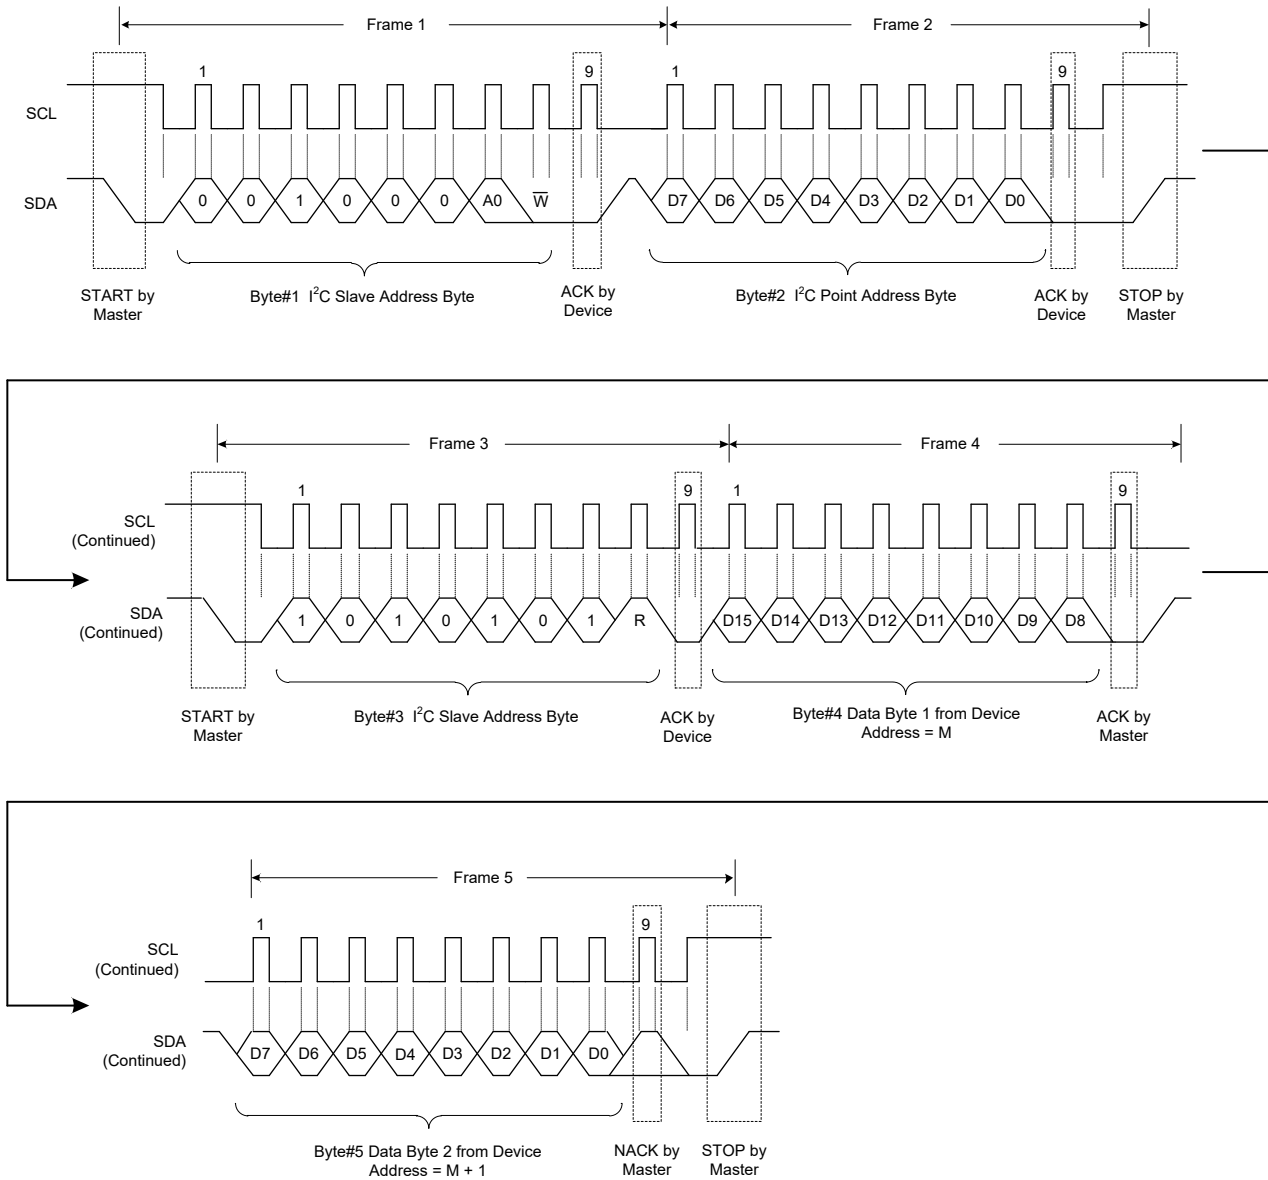 Frame 1
Frame 2
1
9
1
9
SCL
SDA
0
0
1
0
0
0
A0
W̅
D7
D6
D5
D4
D3
D2
D1
D0
START by
Master
Byte#1 I²C Slave Address Byte
ACK by
Device
Byte#2 I²C Point Address Byte
ACK by
Device
STOP by
Master
Frame 3
Frame 4
1
9
1
9
SCL
(Continued)
SDA
(Continued)
1
0
1
0
1
0
1
R
D15
D14
D13
D12
D11
D10
D9
D8
START by
Master
Byte#3 I²C Slave Address Byte
ACK by
Device
Byte#4 Data Byte 1 from Device
Address = M
ACK by
Master
Frame 5
1
9
SCL
(Continued)
SDA
(Continued)
D7
D6
D5
D4
D3
D2
D1
D0
Byte#5 Data Byte 2 from Device
Address = M + 1
NACK by
Master
STOP by
Master